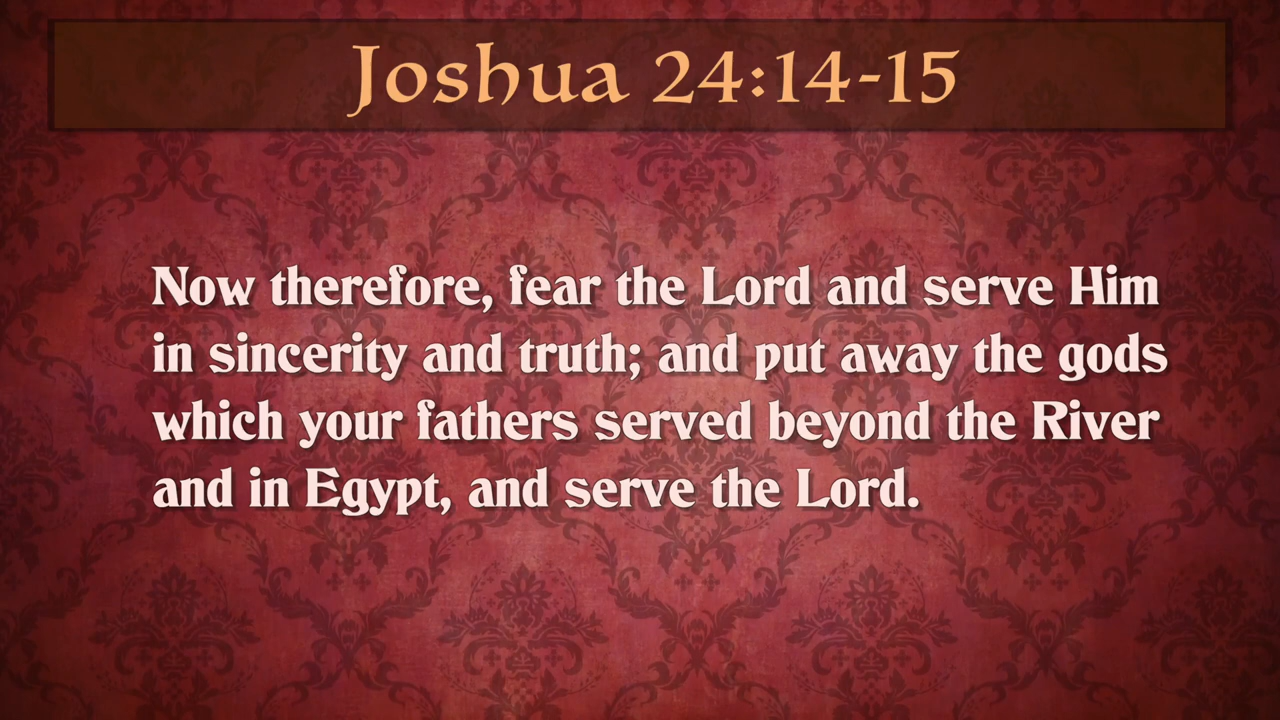 Joshua 24:14-15
Now therefore, fear the Lord and serve Him
in sincerity and truth; and put away the gods
which your fathers served beyond the River
and in Egypt, and serve the Lord.